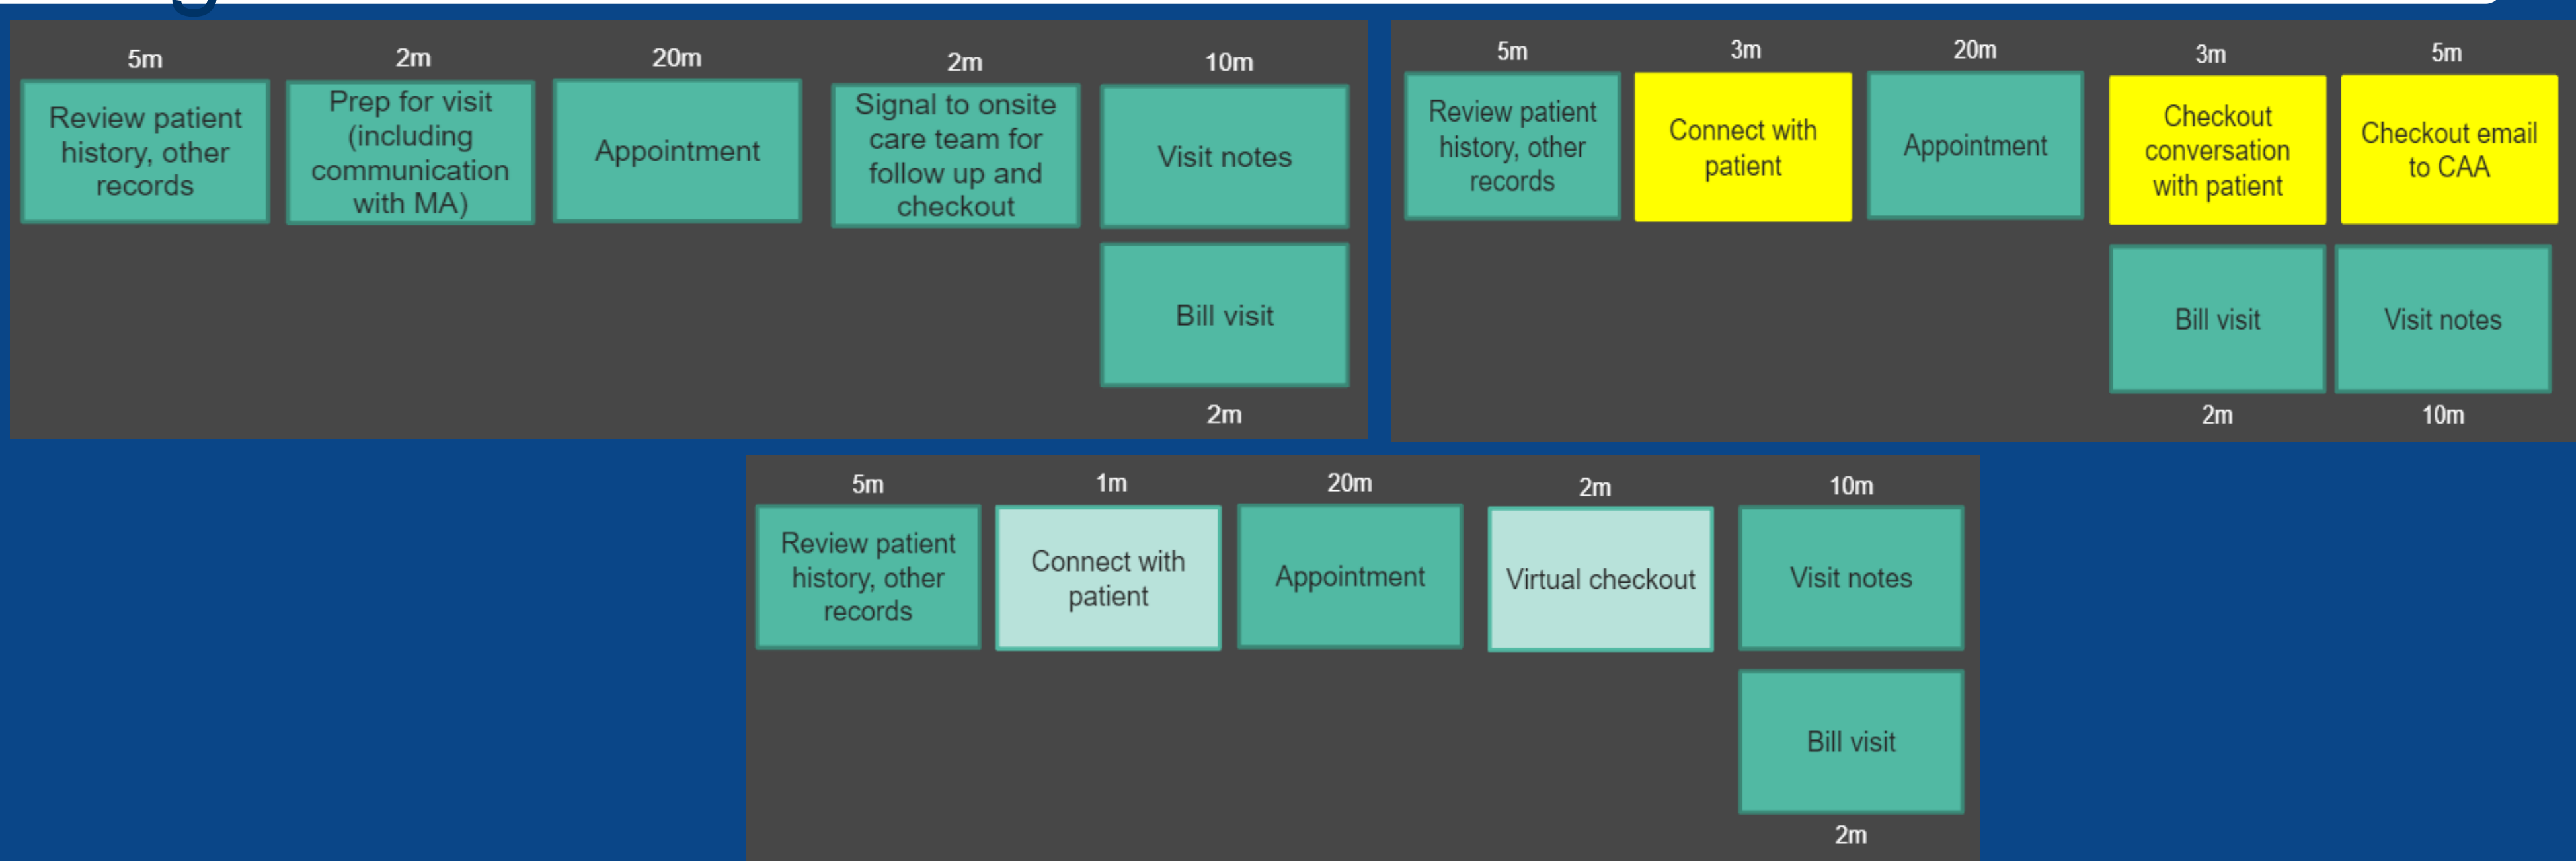 5m
Review patient
history, other
records
2m
Prep for visit
(including
communication
with MA)
20m
Appointment
2m
Signal to onsite
care team for
follow up and
checkout
10m
Visit notes
Bill visit
2m
5m
Review patient
history, other
records
3m
Connect with
patient
20m
Appointment
3m
Checkout
conversation
with patient
5m
Checkout email
to CAA
Bill visit
2m
Visit notes
10m
5m
Review patient
history, other
records
1m
Connect with
patient
20m
Appointment
2m
Virtual checkout
10m
Visit notes
Bill visit
2m